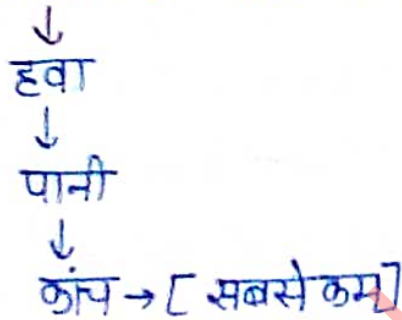 ↓
हवा
↓
पानी
↓
कांच → [ सबसे कम]